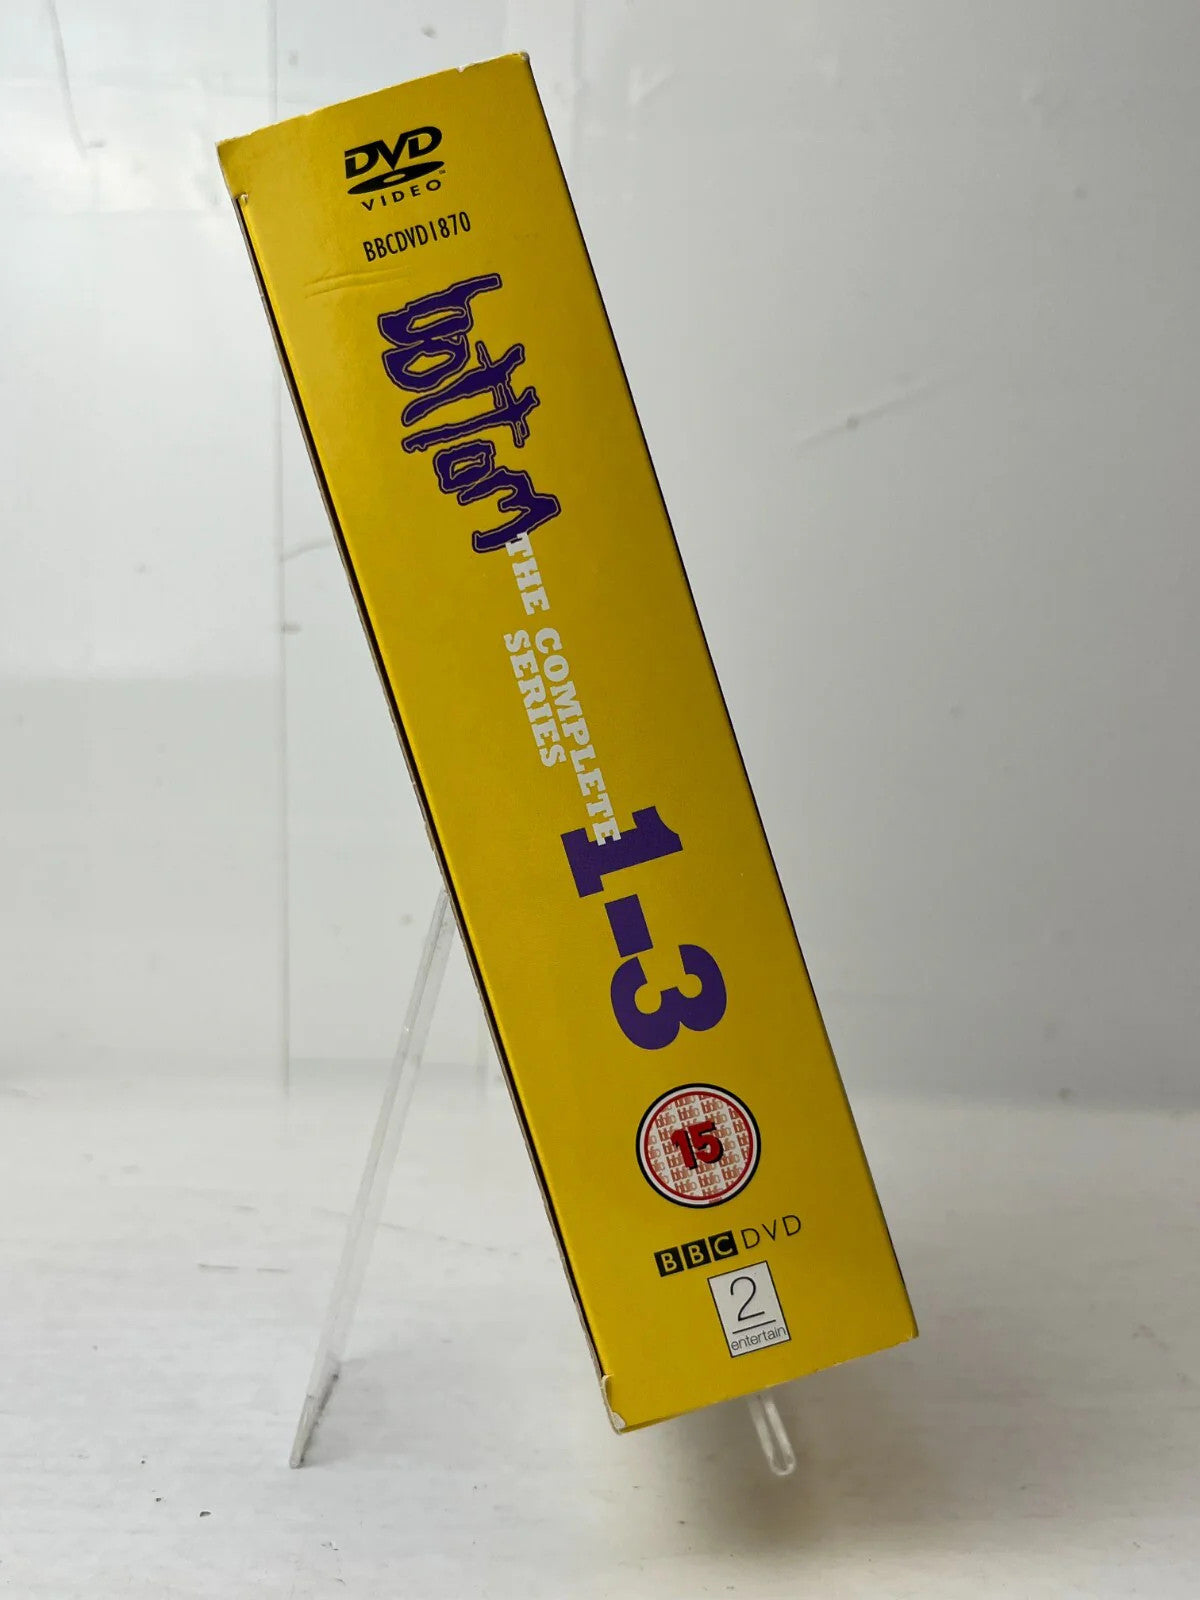 DVD
VIDEO
BBCDVD1870
bottom
THE COMPLETE
SERIES
1-3
15
BBC DVD
2
entertain